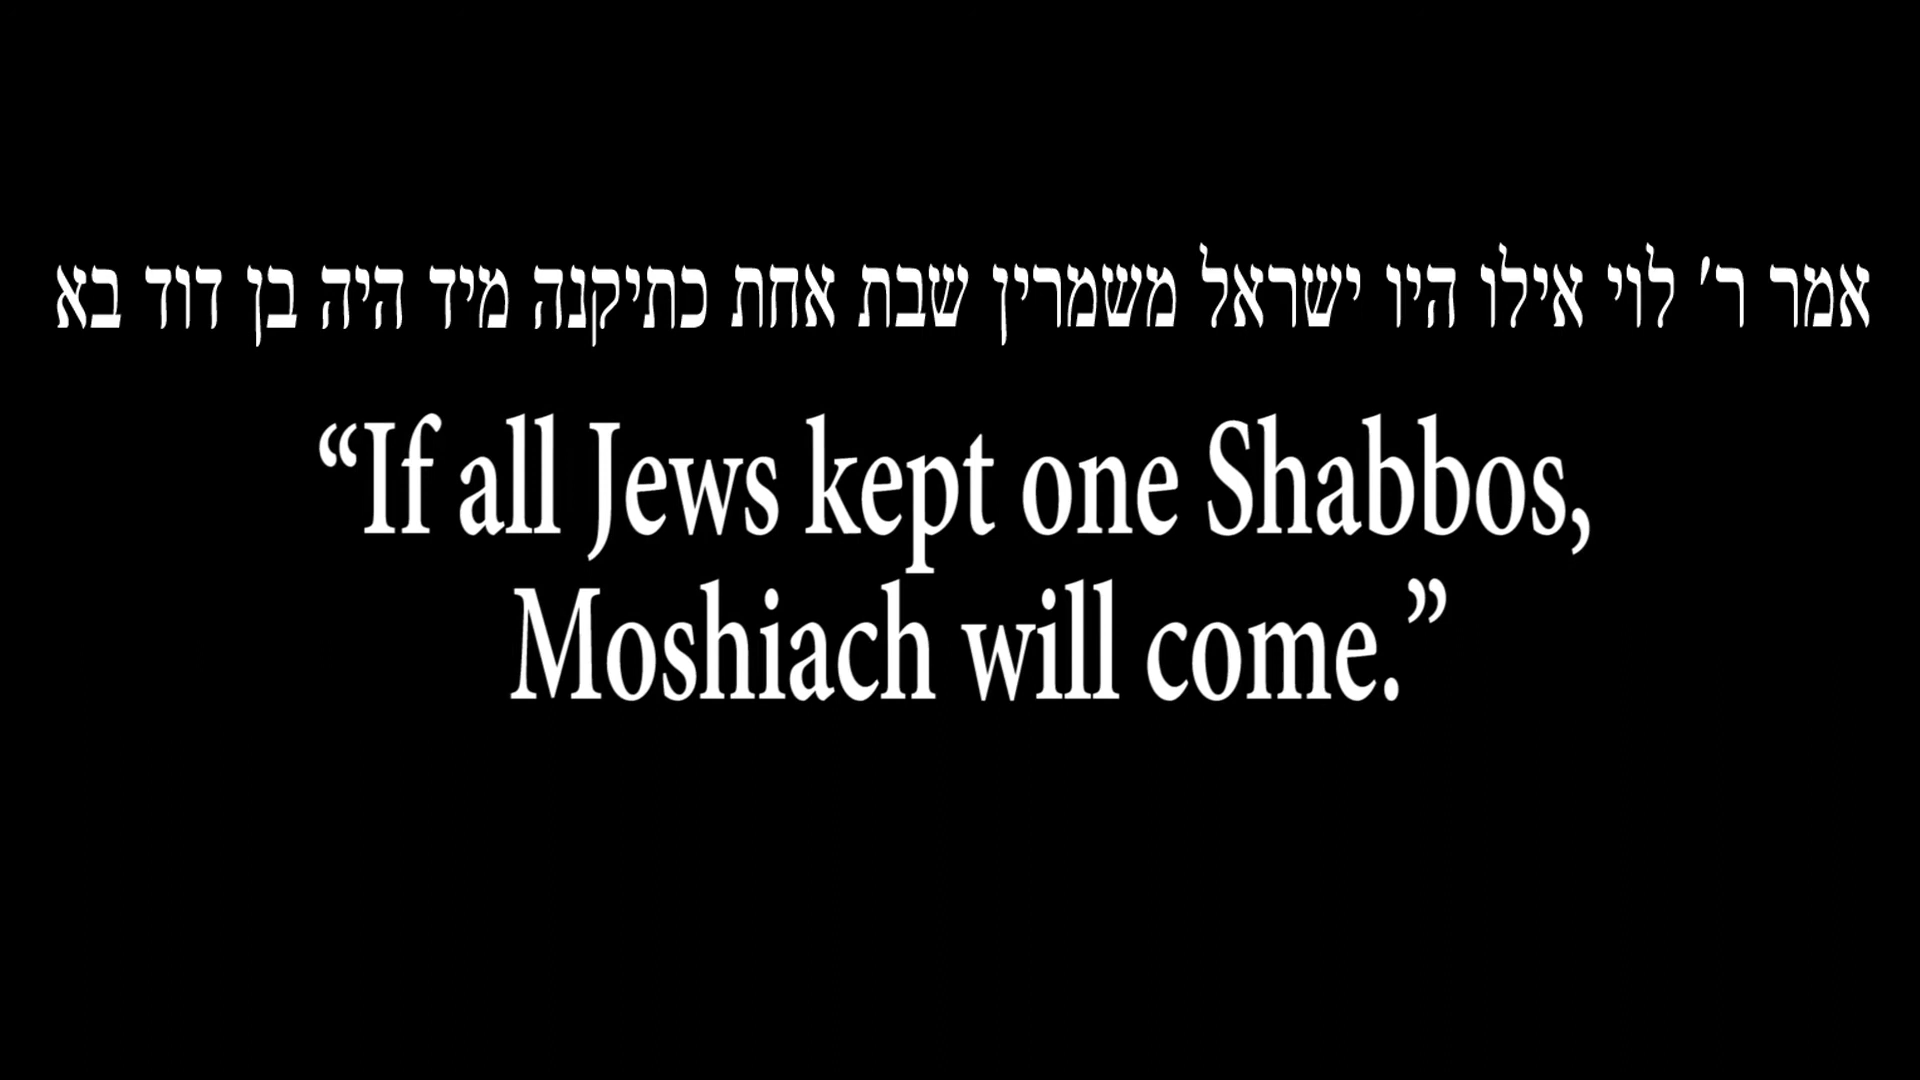 אמר ר' לוי אילו היו ישראל משמרין שבת אחת כתיקנה מיד היה בן דוד בא
“If all Jews kept one Shabbos,
Moshiach will come.”